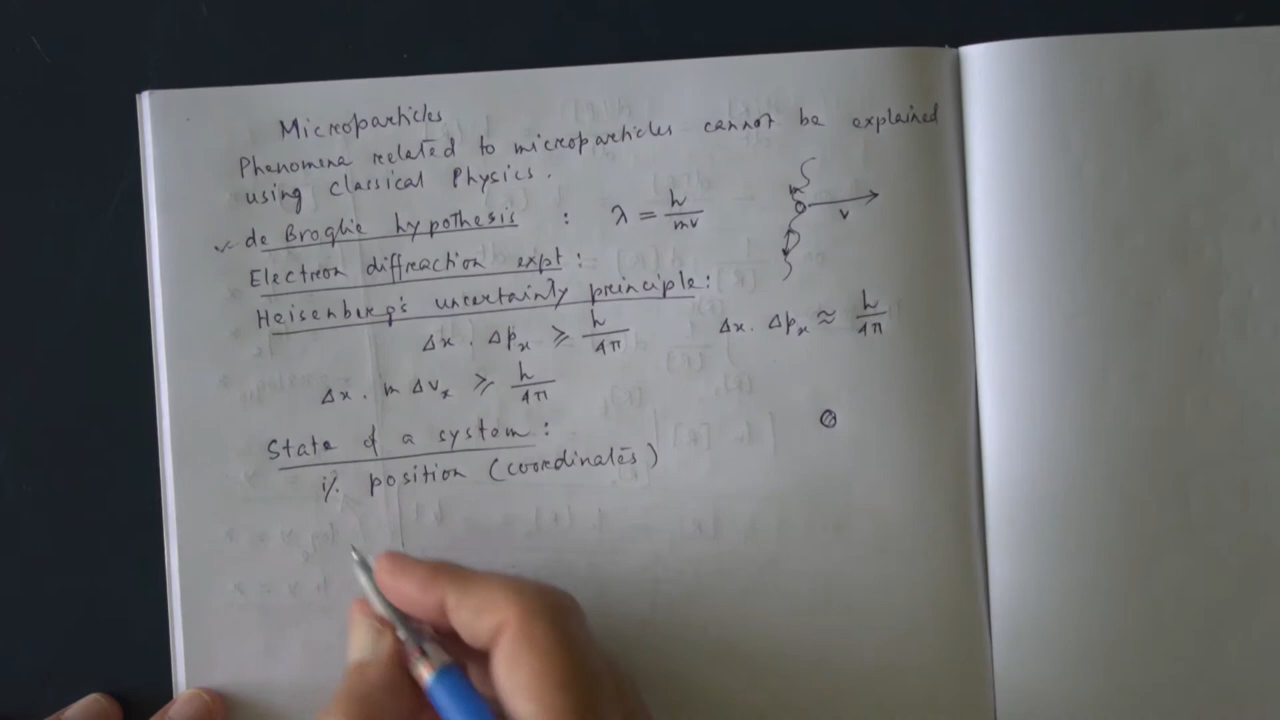 Microparticles
Phenomena related to microparticles cannot be explained
using Classical Physics.
✓ de Broglie hypothesis : λ = h/mv
v
Electron diffraction expt :
Heisenberg's uncertainty principle :
Δx . Δpₓ ⩾ h/4π Δx. Δpₓ ≈ h/4π
Δx . m Δvₓ ⩾ h/4π
State of a system :
i/. position (coordinates)